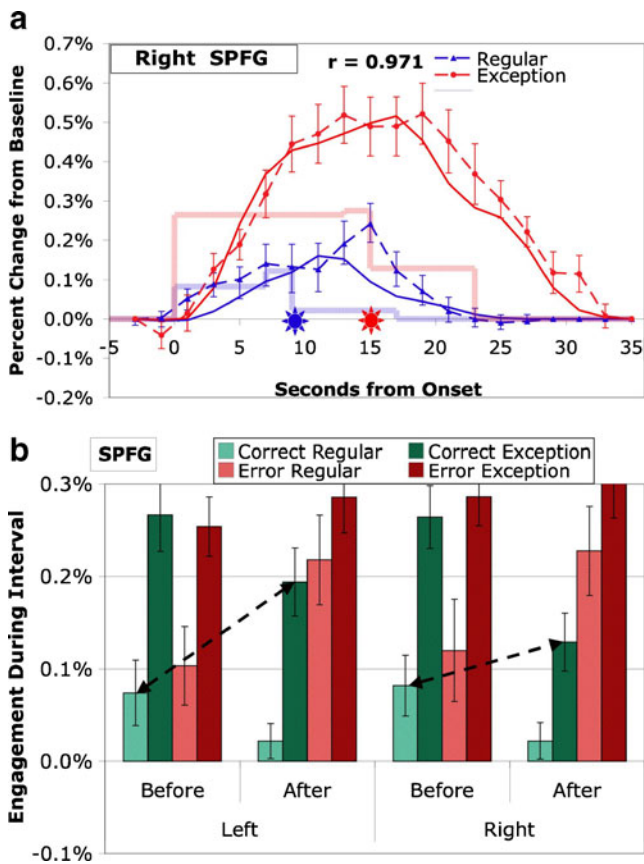 a
0.7%
0.6%
0.5%
0.4%
0.3%
0.2%
0.1%
0.0%
-0.1%
-0.2%
Percent Change from Baseline
Right SPFG
r = 0.971
Regular
Exception
-5 0 5 10 15 20 25 30 35
Seconds from Onset
b
SPFG
Correct Regular Correct Exception
Error Regular Error Exception
0.3%
0.2%
0.1%
0.0%
-0.1%
Engagement During Interval
Before After Before After
Left Right